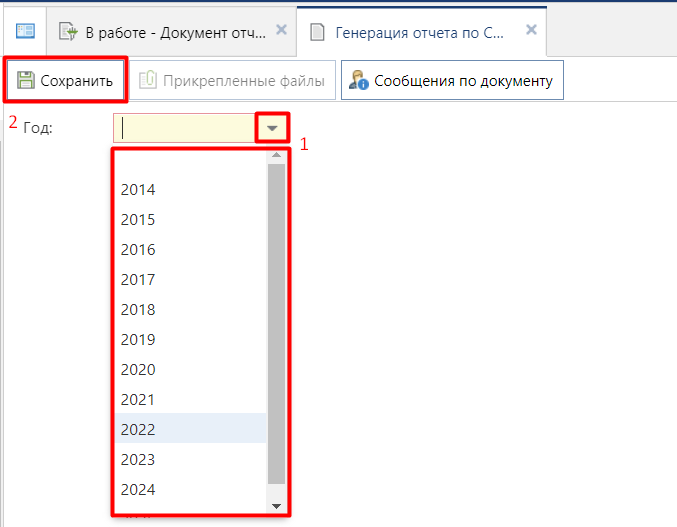 В работе - Документ отч...
Генерация отчета по С...
Сохранить
Прикрепленные файлы
Сообщения по документу
2
Год:
1
2014
2015
2016
2017
2018
2019
2020
2021
2022
2023
2024